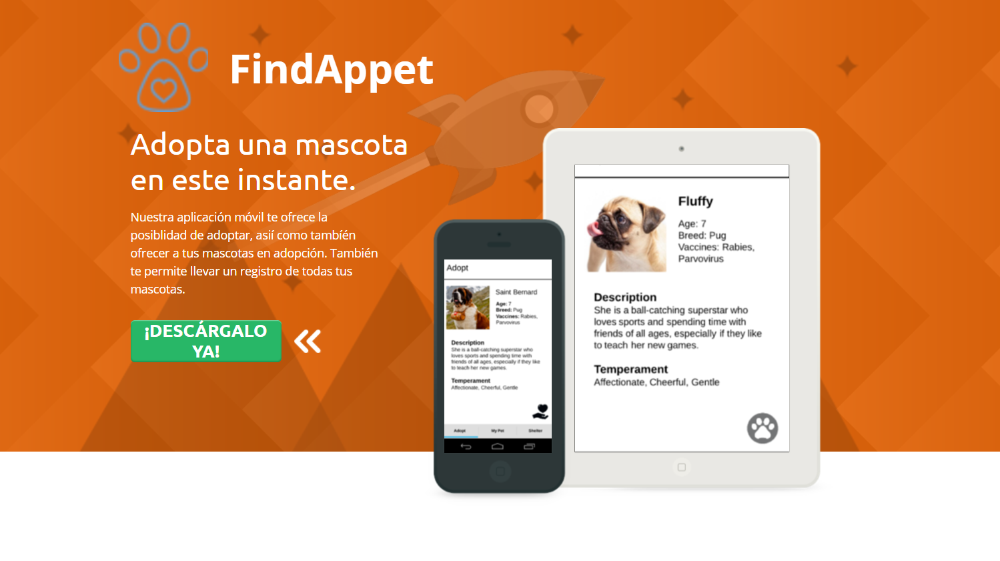 FindAppet
Adopta una mascota
en este instante.
Nuestra aplicación móvil te ofrece la
posiblidad de adoptar, asií como tambíén
ofrecer a tus mascotas en adopción. También
te permite llevar un registro de todas tus
mascotas.
¡DESCÁRGALO
YA!
Adopt
Saint Bernard
Age: 7
Breed: Pug
Vaccines: Rabies,
Parvovirus
Description
She is a ball-catching superstar who
loves sports and spending time with
friends of all ages, especially if they like
to teach her new games.
Temperament
Affectionate, Cheerful, Gentle
Adopt My Pet Shelter
Fluffy
Age: 7
Breed: Pug
Vaccines: Rabies,
Parvovirus
Description
She is a ball-catching superstar who
loves sports and spending time with
friends of all ages, especially if they like
to teach her new games.
Temperament
Affectionate, Cheerful, Gentle